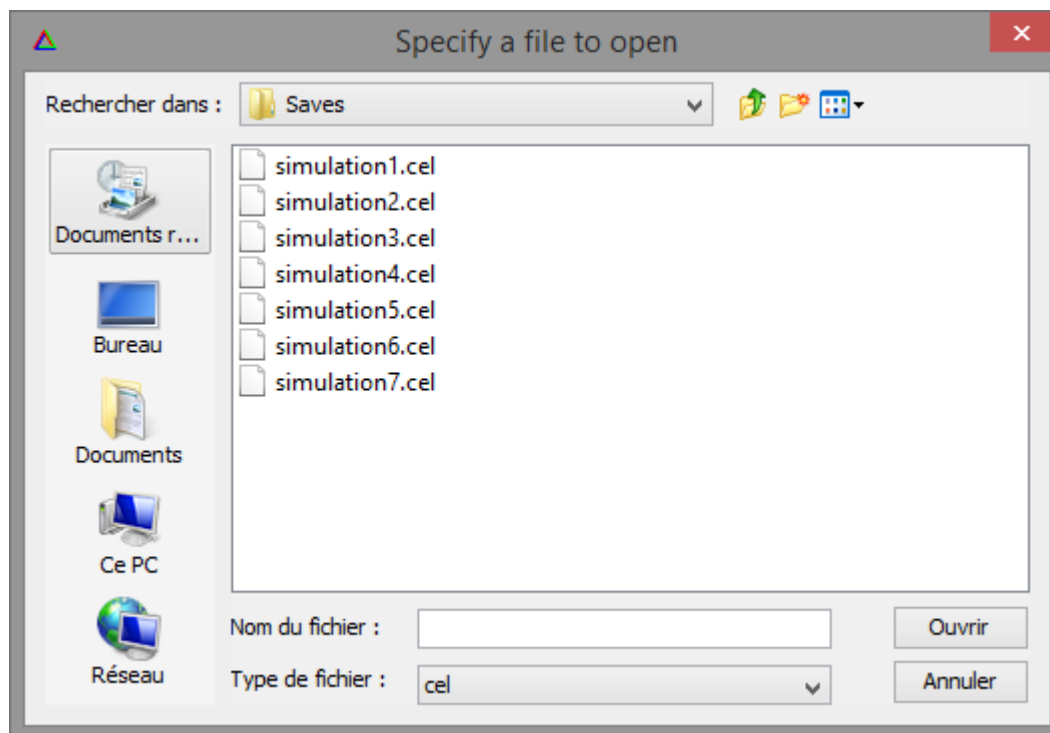 Specify a file to open
Rechercher dans :
Saves
Documents r...
Bureau
Documents
Ce PC
Réseau
simulation1.cel
simulation2.cel
simulation3.cel
simulation4.cel
simulation5.cel
simulation6.cel
simulation7.cel
Nom du fichier :
Ouvrir
Type de fichier :
cel
Annuler